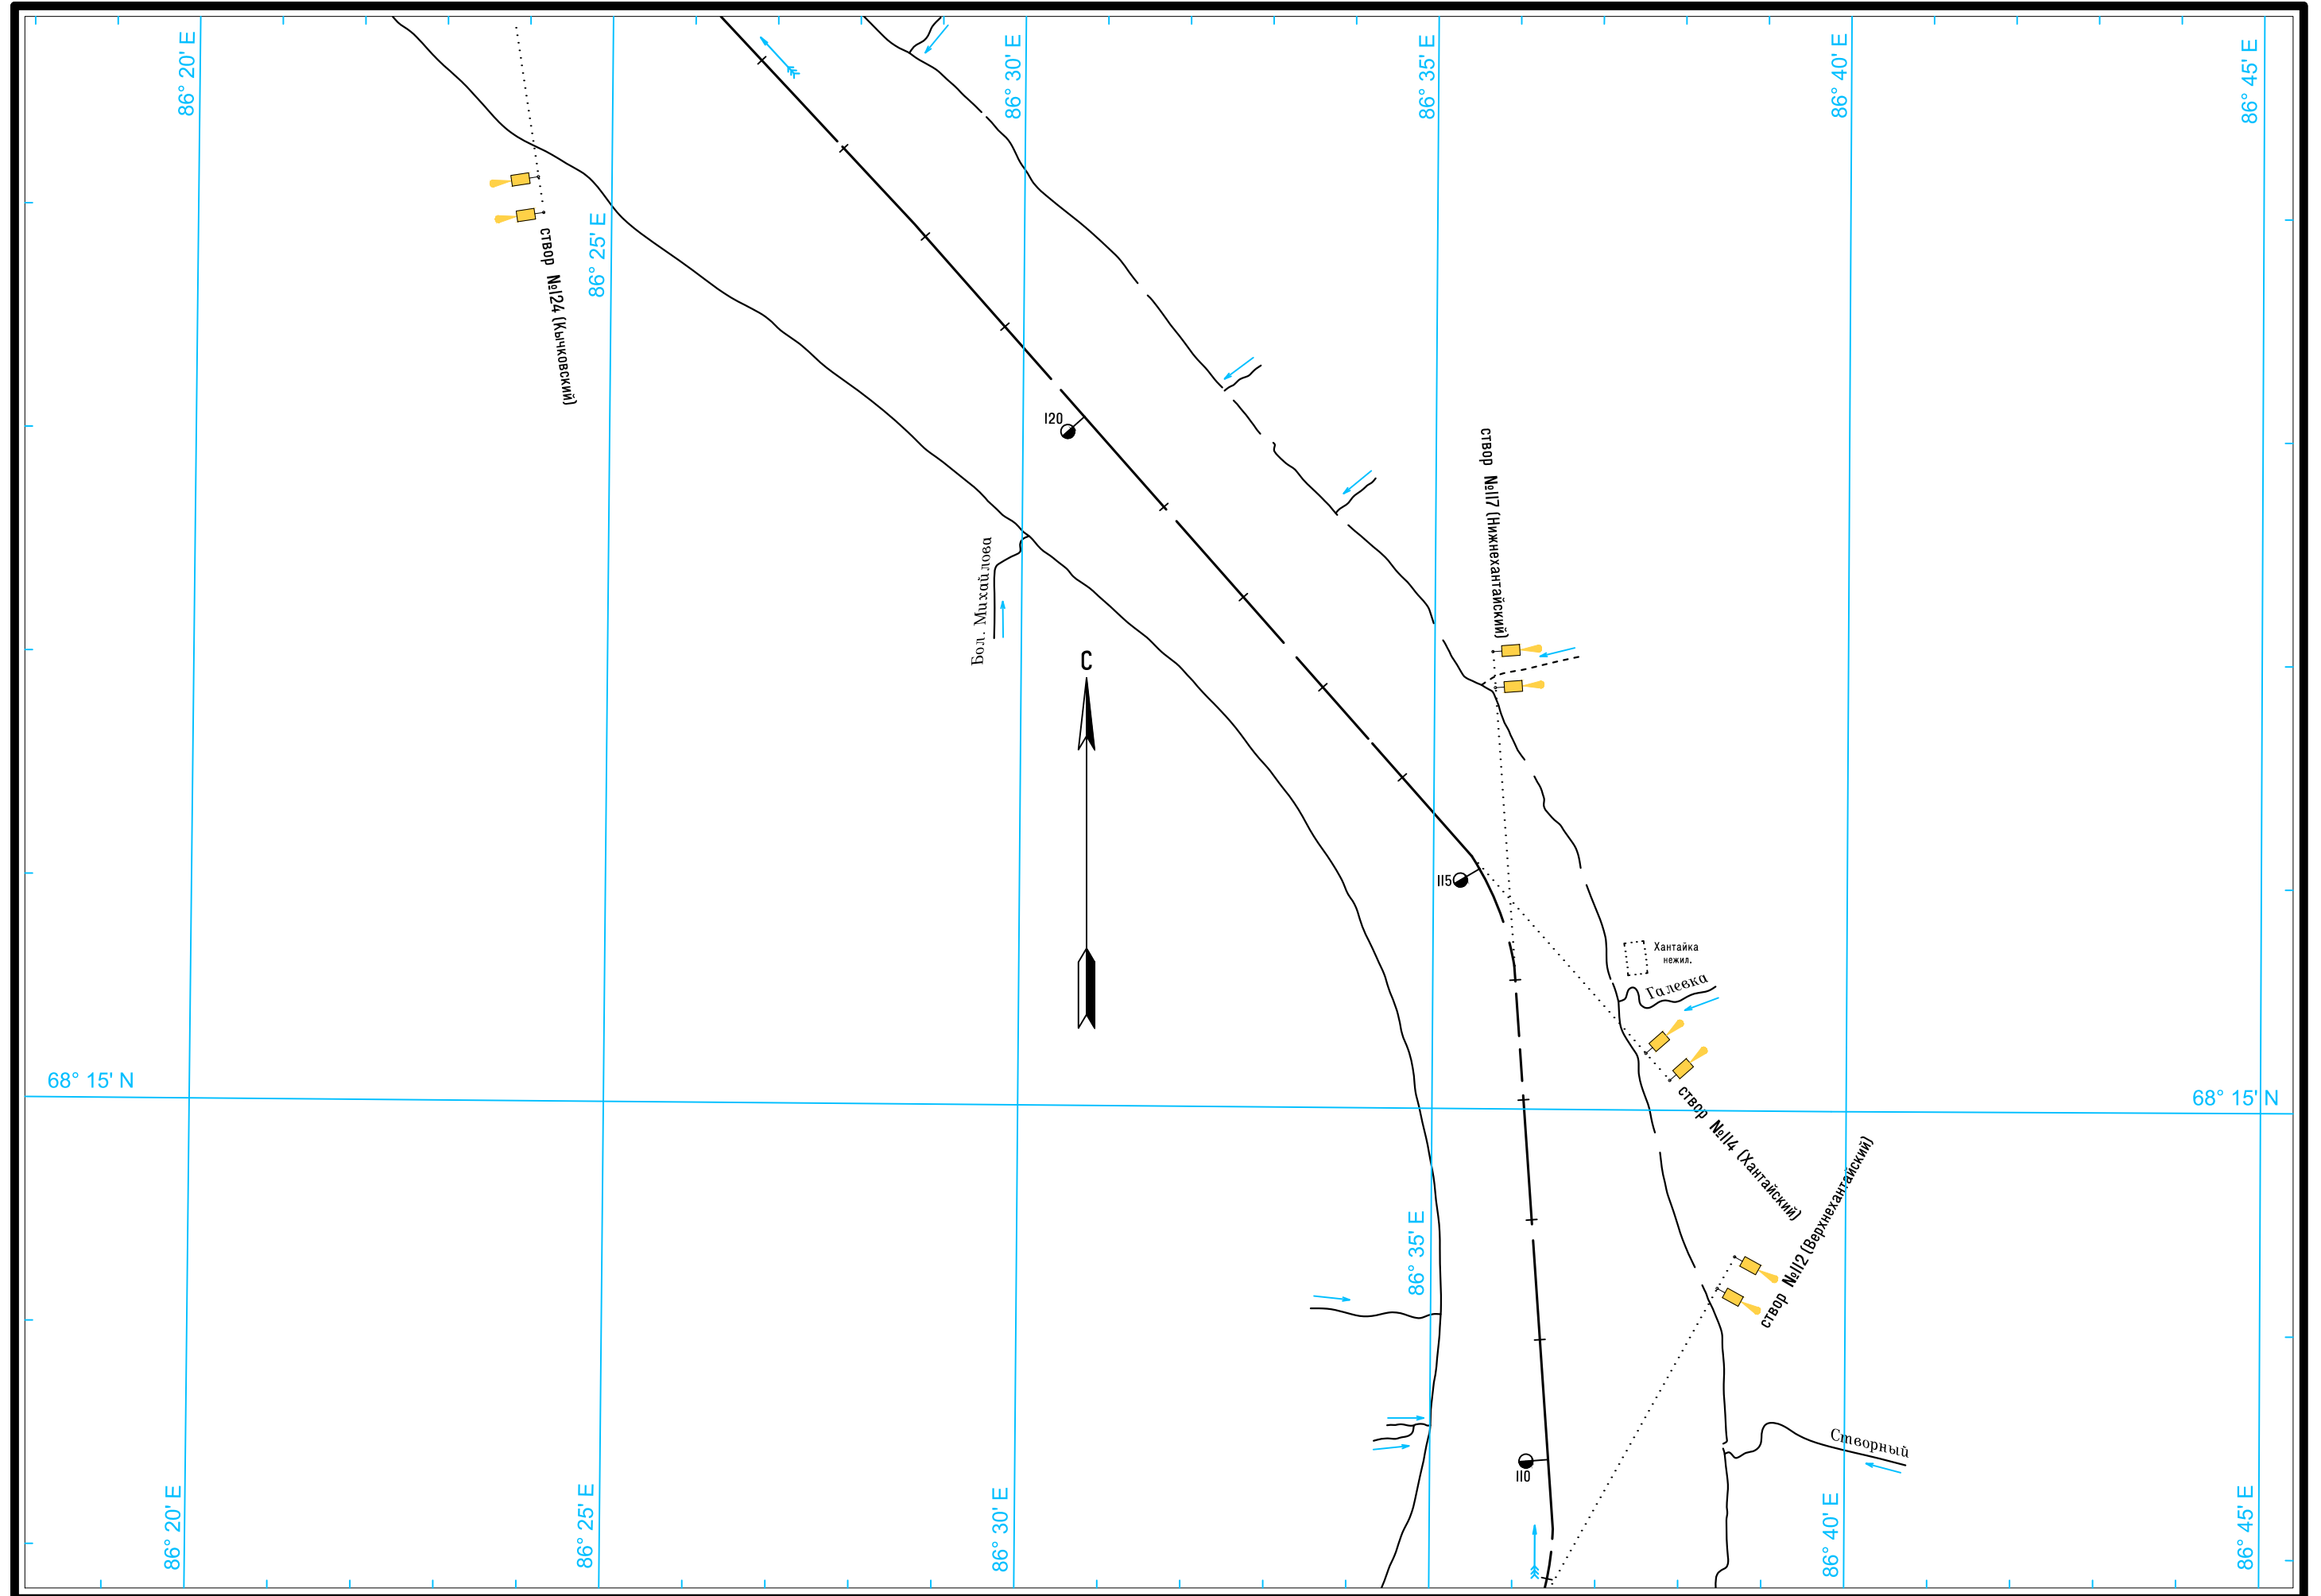 86° 20' E
86° 30' E
86° 35' E
86° 40' E
86° 45' E
86° 25' E
створ №124 (Кычковский)
120
створ №117 (Нижнехантайский)
Бол. Михайлова
С
115
Хантайка
нежил.
Галевка
68° 15' N
68° 15' N
створ №114 (Хантайский)
створ №112 (Верхнехантайский)
86° 35' E
Створный
110
86° 20' E
86° 25' E
86° 30' E
86° 40' E
86° 45' E